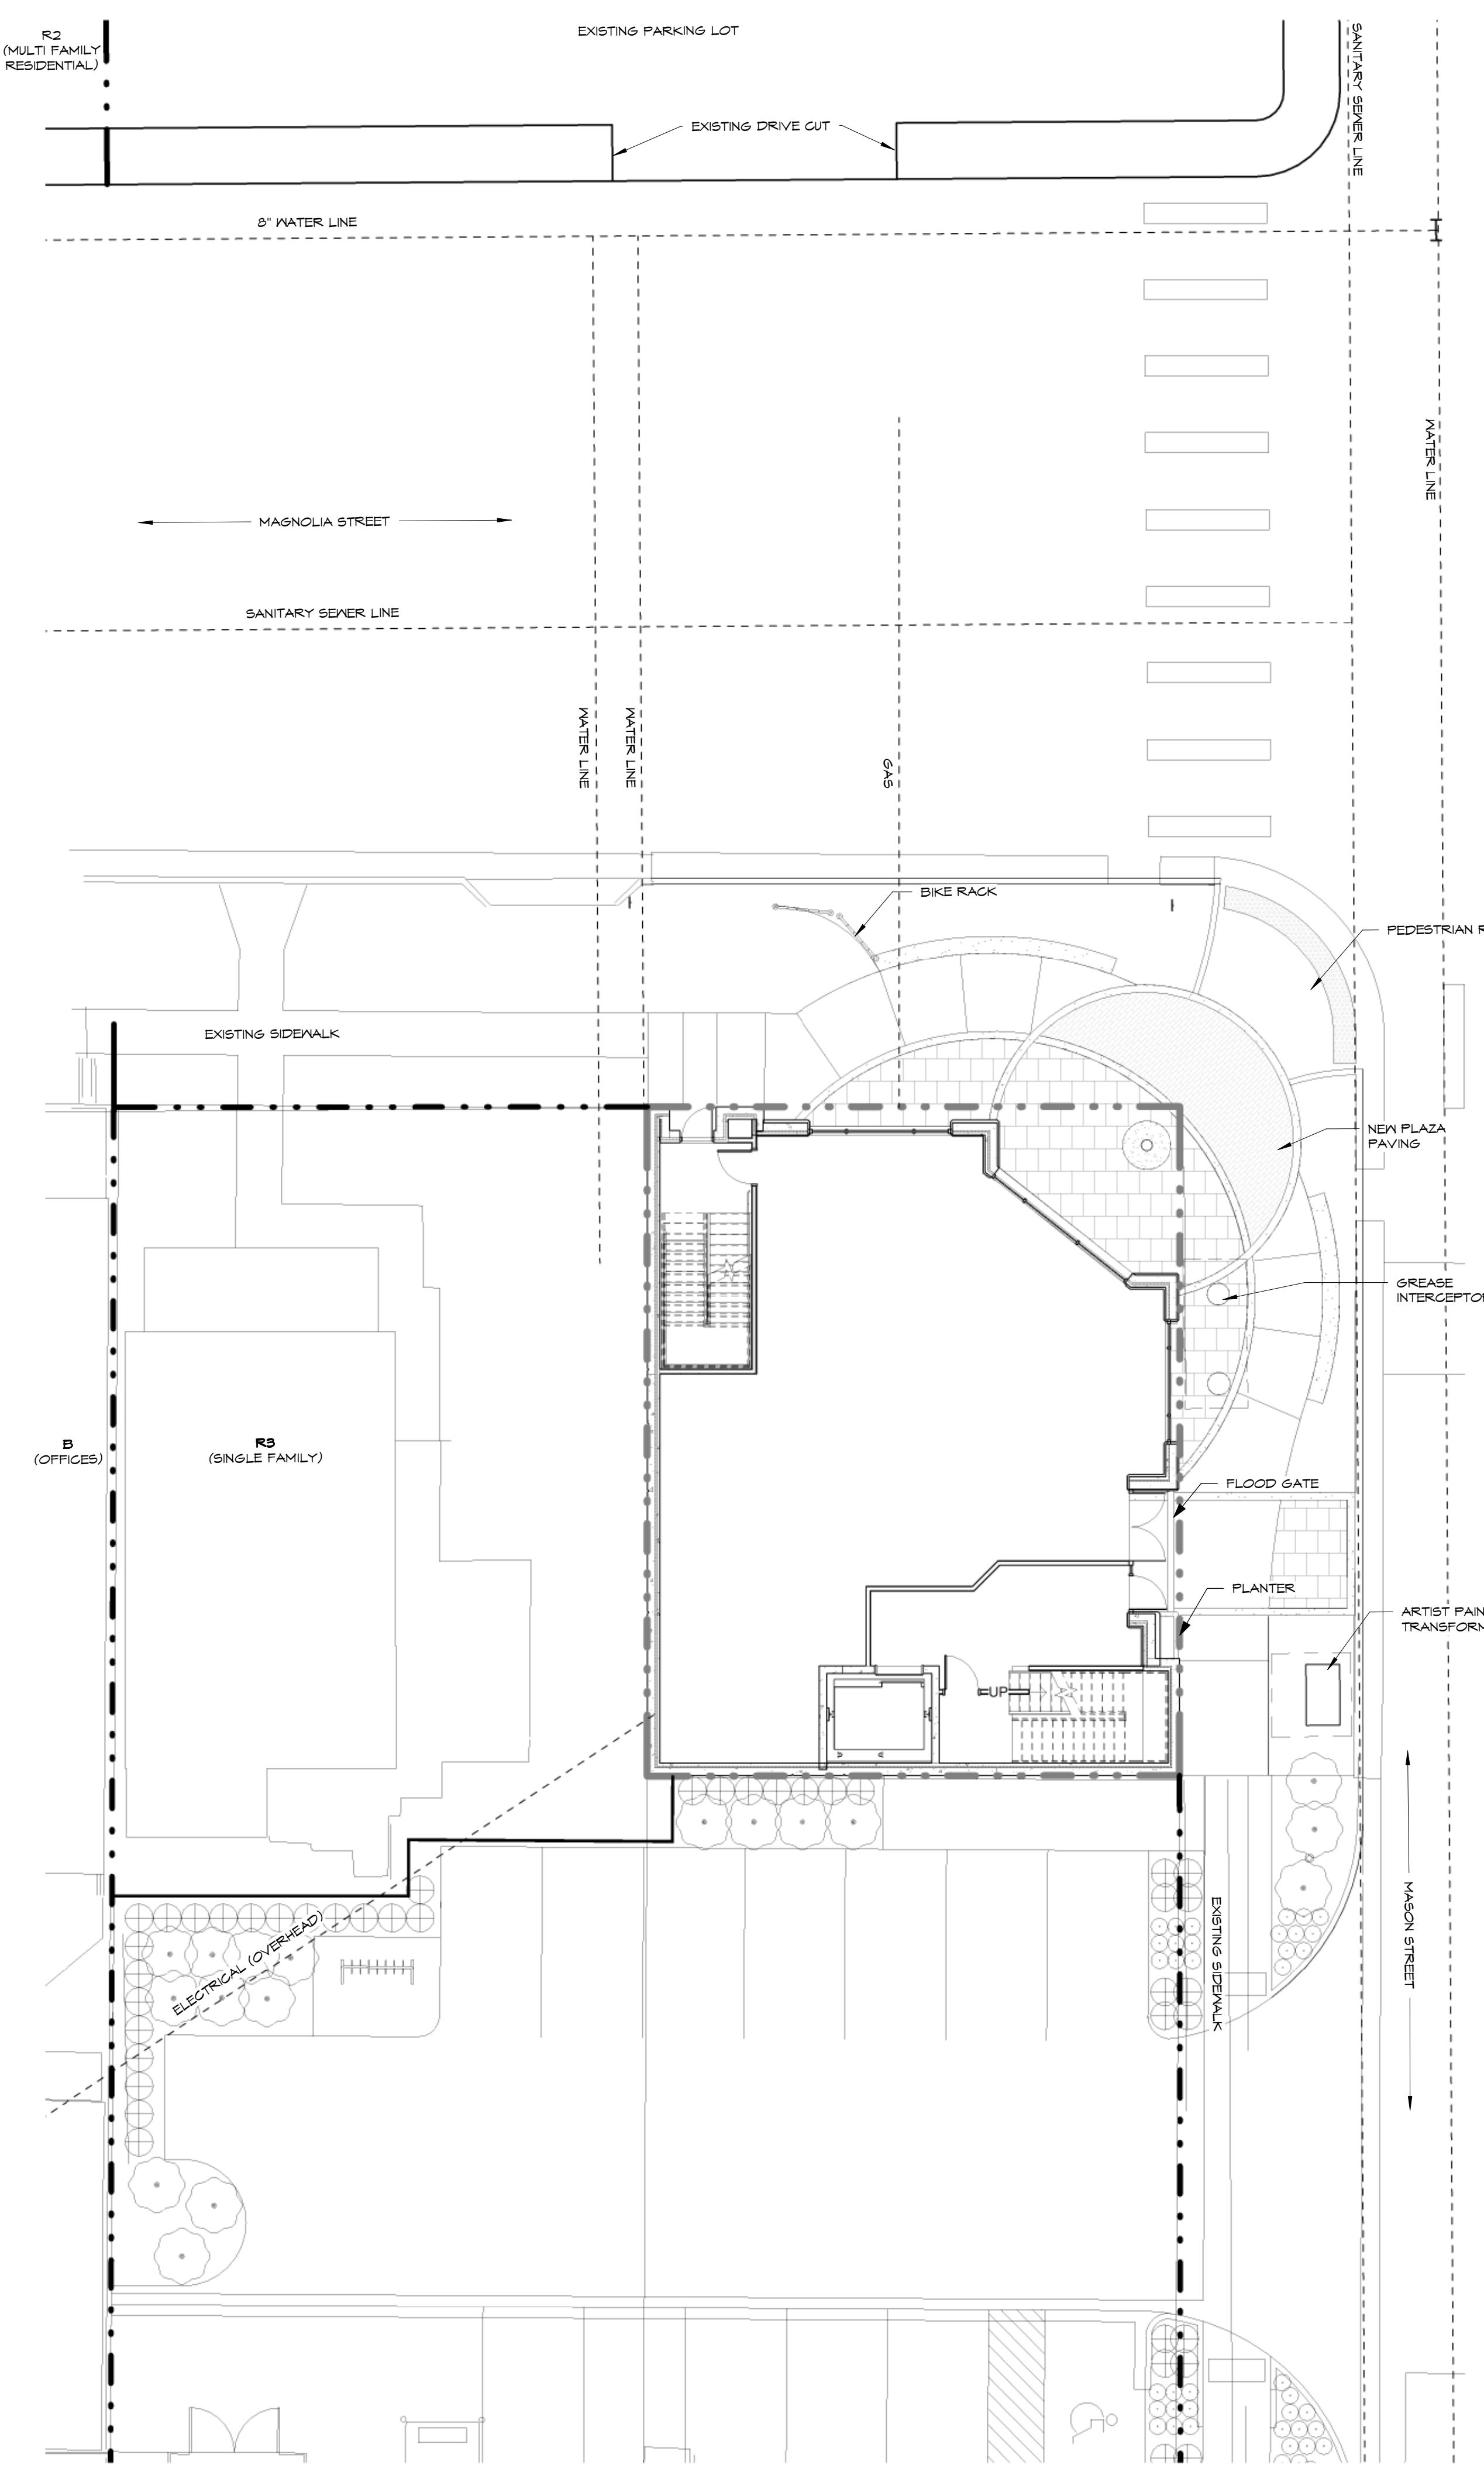 R2
(MULTI FAMILY
RESIDENTIAL)
EXISTING PARKING LOT
SANITARY SEWER LINE
EXISTING DRIVE CUT
8" WATER LINE
WATER LINE
MAGNOLIA STREET
SANITARY SEWER LINE
WATER LINE
WATER LINE
GAS
BIKE RACK
PEDESTRIAN R
EXISTING SIDEWALK
NEW PLAZA
PAVING
GREASE
INTERCEPTO
B
(OFFICES)
R3
(SINGLE FAMILY)
FLOOD GATE
PLANTER
ARTIST PAIN
TRANSFORM
UP
MASON STREET
EXISTING SIDEWALK
ELECTRICAL (OVERHEAD)